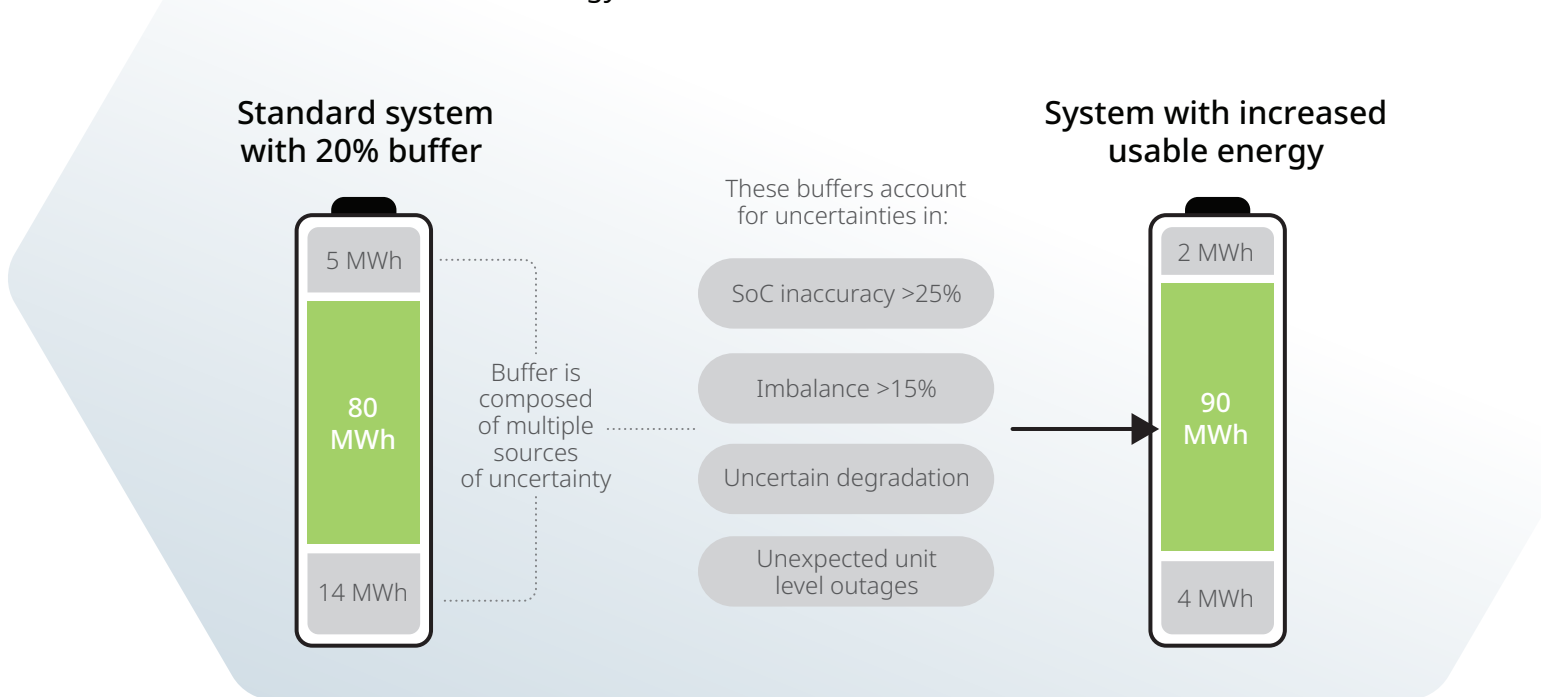 Standard system
with 20% buffer
5 MWh
80
MWh
14 MWh
Buffer is
composed
of multiple
sources
of uncertainty
These buffers account
for uncertainties in:
SoC inaccuracy >25%
Imbalance >15%
Uncertain degradation
Unexpected unit
level outages
System with increased
usable energy
2 MWh
90
MWh
4 MWh